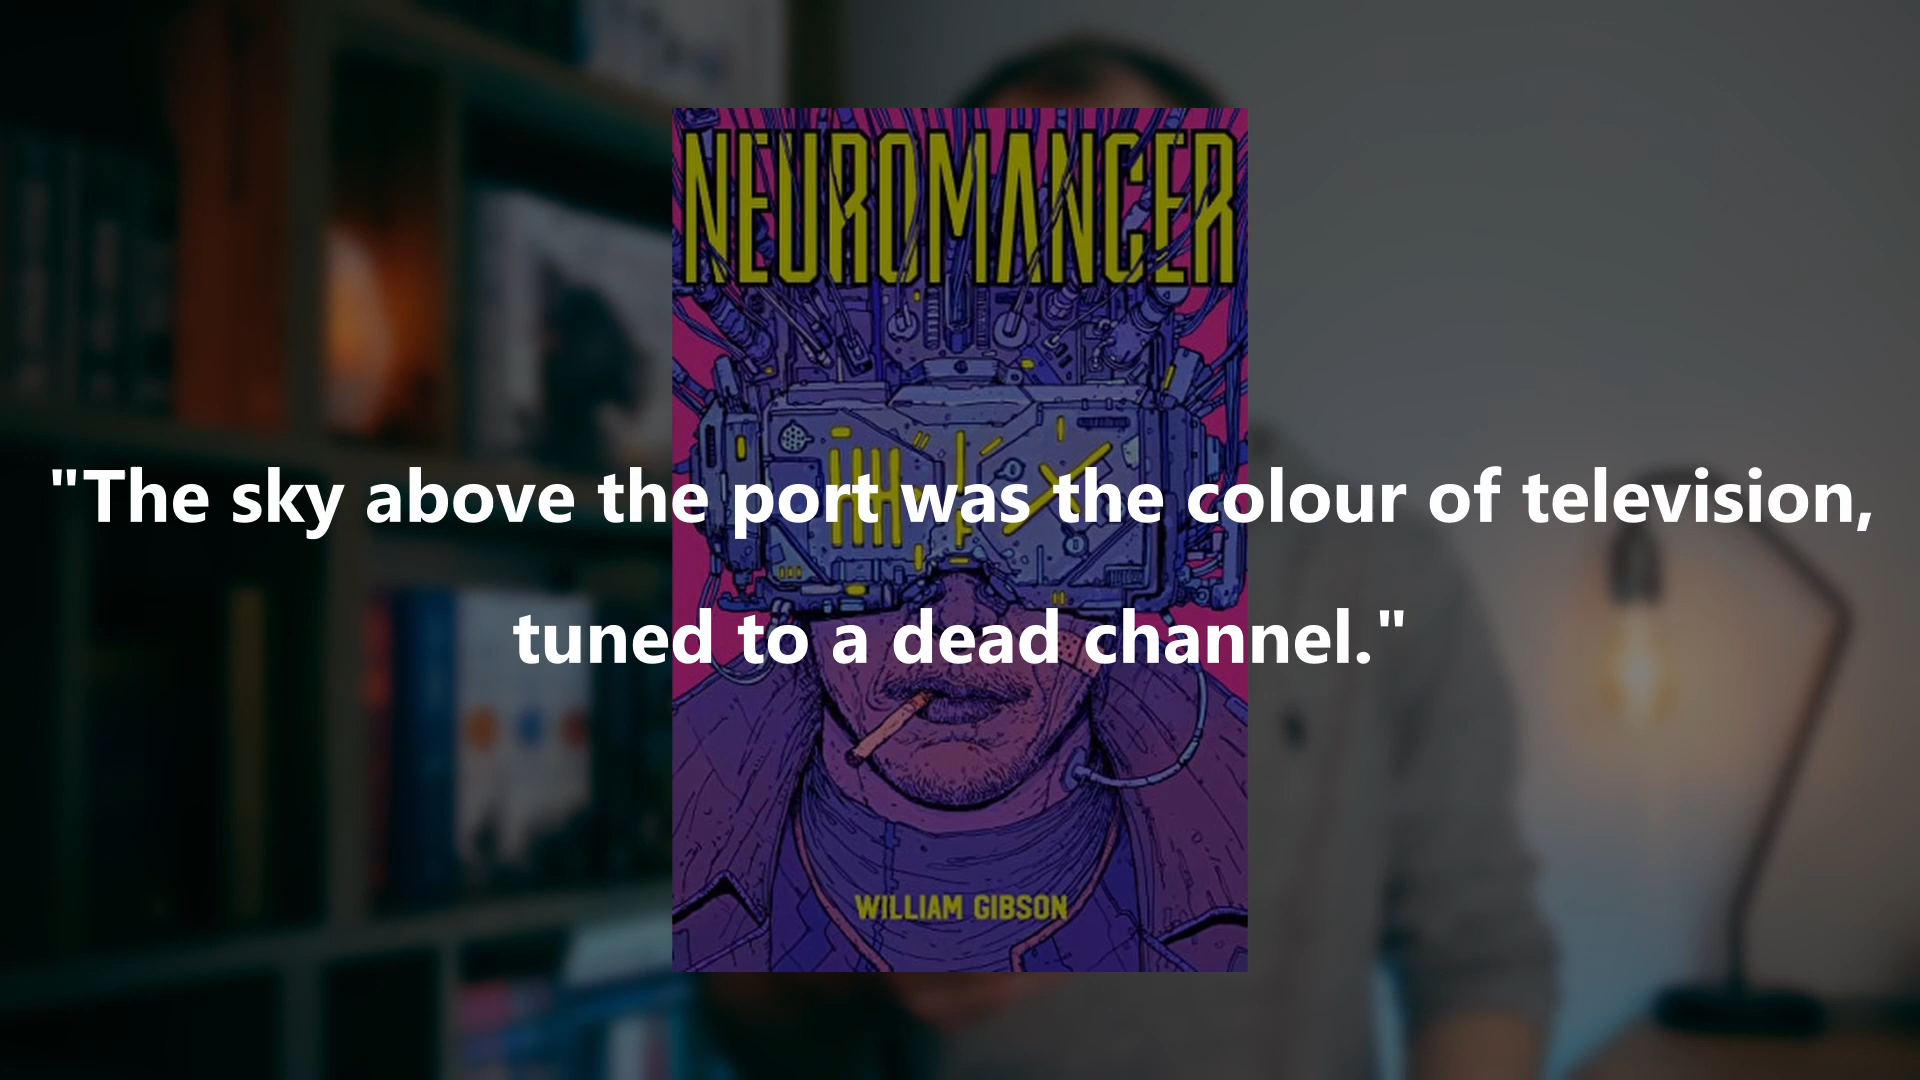 NEUROMANCER
"The sky above the port was the colour of television,
tuned to a dead channel."
WILLIAM GIBSON